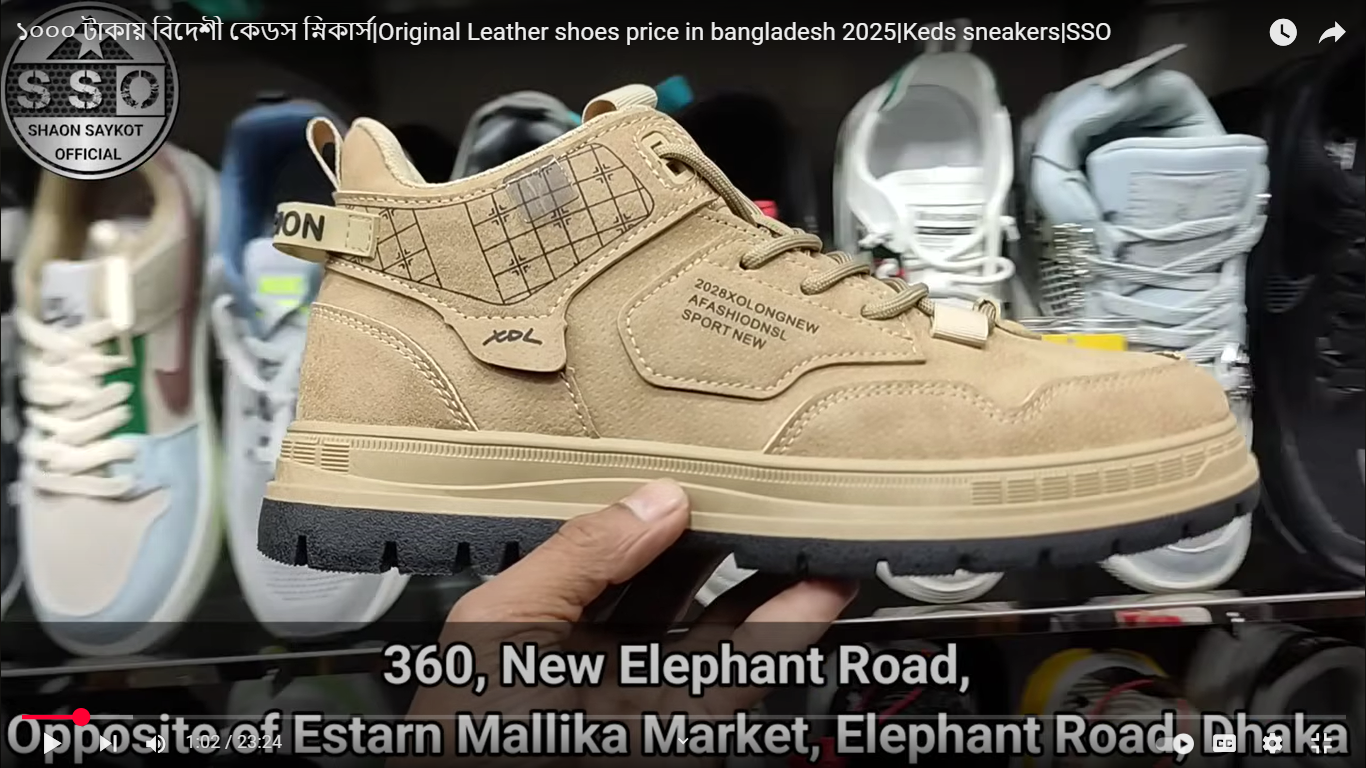 ১০০০ টাকায় বিদেশী কেডস স্নিকার্স|Original Leather shoes price in bangladesh 2025|Keds sneakers|SSO
SSO
SHAON SAYKOT
OFFICIAL
XDL
2028XOLONGNEW
AFASHIODNSL
SPORT NEW
360, New Elephant Road,
Opposite of Estarn Mallika Market, Elephant Road, Dhaka
1:02 / 23:24
CC